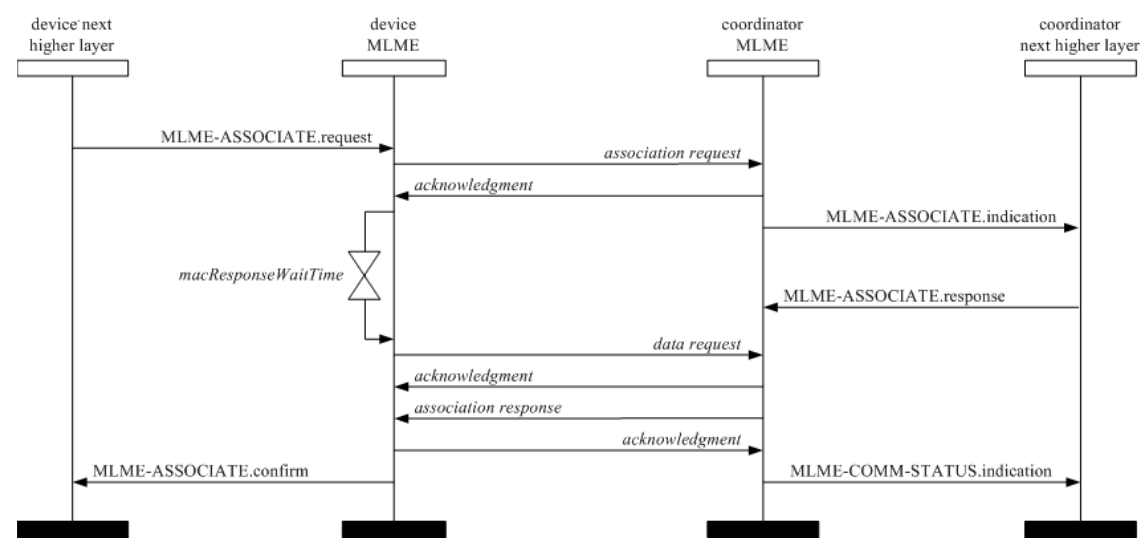 device next
higher layer
device
MLME
coordinator
MLME
coordinator
next higher layer
MLME-ASSOCIATE.request
association request
acknowledgment
MLME-ASSOCIATE.indication
macResponseWaitTime
MLME-ASSOCIATE.response
data request
acknowledgment
association response
acknowledgment
MLME-ASSOCIATE.confirm
MLME-COMM-STATUS.indication